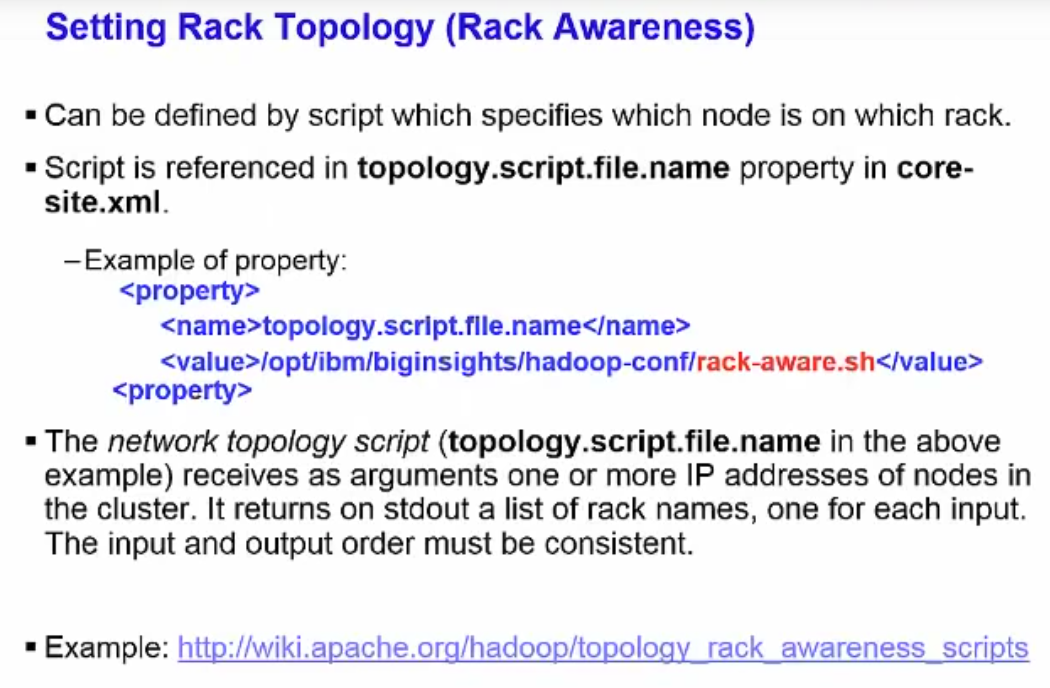 Setting Rack Topology (Rack Awareness)
▪ Can be defined by script which specifies which node is on which rack.
▪ Script is referenced in topology.script.file.name property in core-
site.xml.
–Example of property:
<property>
<name>topology.script.file.name</name>
<value>/opt/ibm/biginsights/hadoop-conf/rack-aware.sh</value>
<property>
▪ The network topology script (topology.script.file.name in the above
example) receives as arguments one or more IP addresses of nodes in
the cluster. It returns on stdout a list of rack names, one for each input.
The input and output order must be consistent.
▪ Example: http://wiki.apache.org/hadoop/topology_rack_awareness_scripts